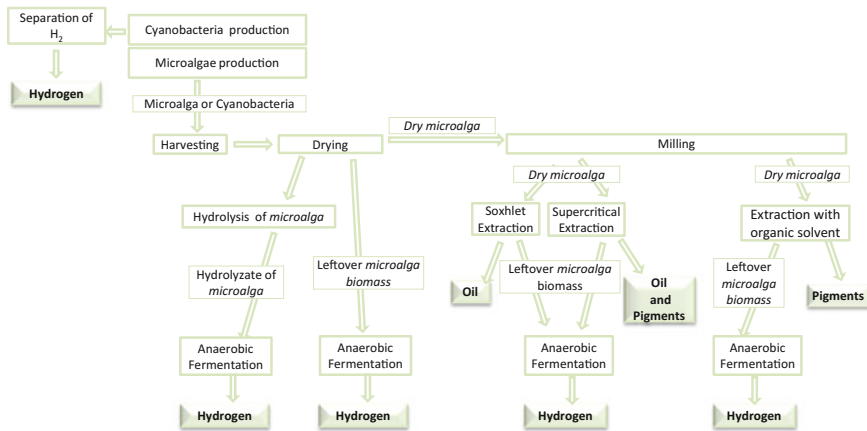 Separation of
H2
Cyanobacteria production
Microalgae production
Hydrogen
Microalga or Cyanobacteria
Harvesting
Drying
Dry microalga
Milling
Dry microalga
Dry microalga
Hydrolysis of microalga
Soxhlet
Extraction
Supercritical
Extraction
Extraction with
organic solvent
Hydrolyzate of
microalga
Leftover microalga
biomass
Oil
Leftover microalga
biomass
Oil
and
Pigments
Leftover
microalga
biomass
Pigments
Anaerobic
Fermentation
Anaerobic
Fermentation
Anaerobic
Fermentation
Anaerobic
Fermentation
Hydrogen
Hydrogen
Hydrogen
Hydrogen